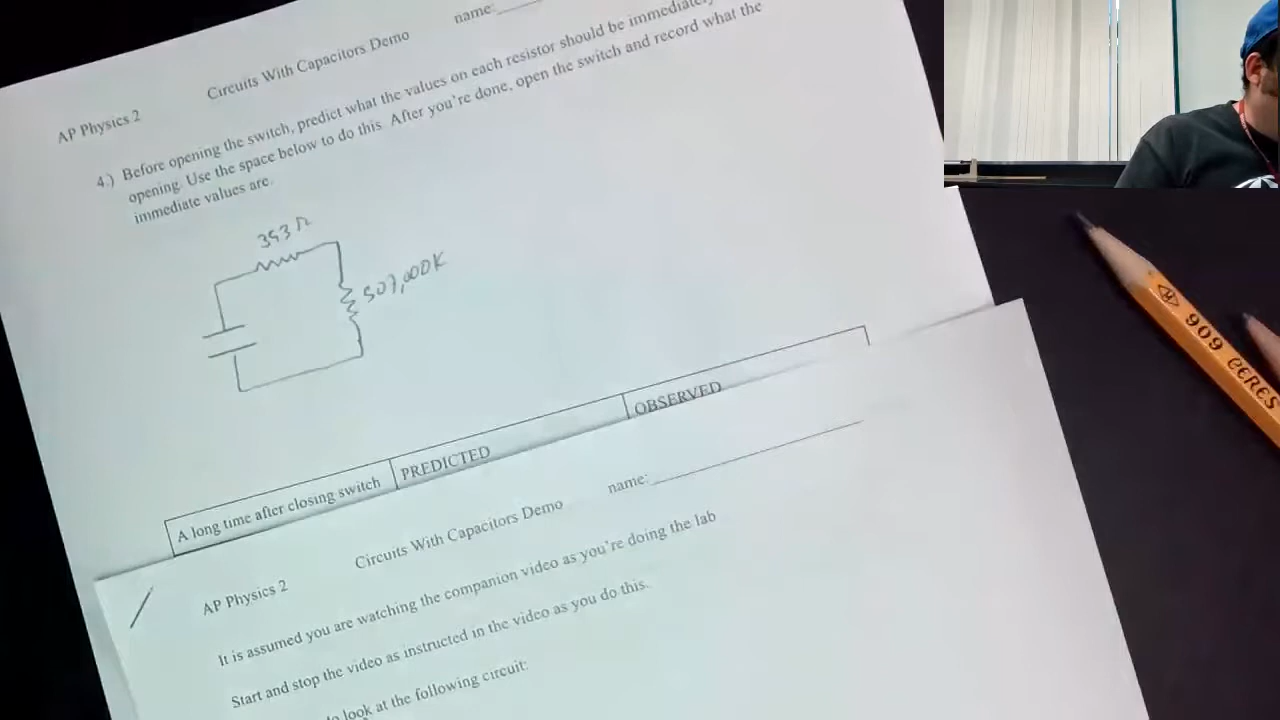 name:
AP Physics 2 Circuits With Capacitors Demo
4.) Before opening the switch, predict what the values on each resistor should be immediately
opening. Use the space below to do this. After you're done, open the switch and record what the
immediate values are.
393 Ω
507,000K
A long time after closing switch PREDICTED OBSERVED
name:
AP Physics 2 Circuits With Capacitors Demo
It is assumed you are watching the companion video as you're doing the lab
Start and stop the video as instructed in the video as you do this.
look at the following circuit:
909 CERES